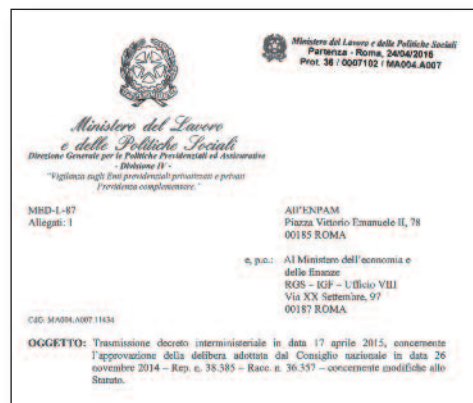 Ministero del Lavoro e delle Politiche Sociali
Partenza - Roma, 24/04/2015
Prot. 36 / 0007102 / MA004.A007
Ministero del Lavoro
e delle Politiche Sociali
Direzione Generale per le Politiche Previdenziali ed Assicurative
- Divisione IV -
"Vigilanza sugli Enti previdenziali privatizzati e privati
Previdenza complementare."
MED-L-87
Allegati: 1
All'ENPAM
Piazza Vittorio Emanuele II, 78
00185 ROMA
e, p.c.: Al Ministero dell'economia e
delle finanze
RGS – IGF – Ufficio VIII
Via XX Settembre, 97
00187 ROMA
CdG: MA004.A007.11434
OGGETTO: Trasmissione decreto interministeriale in data 17 aprile 2015, concernente
l'approvazione della delibera adottata dal Consiglio nazionale in data 26
novembre 2014 – Rep. n. 38.385 – Racc. n. 36.357 – concernente modifiche allo
Statuto.